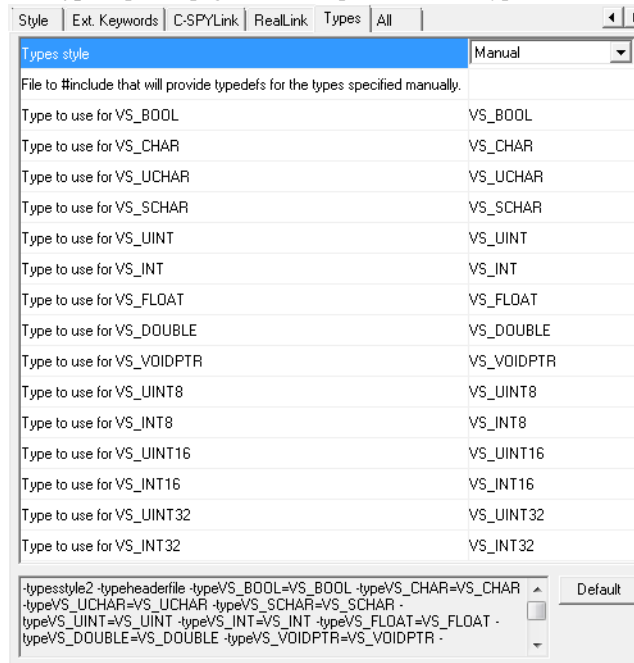 Style Ext. Keywords C-SPYLink RealLink Types All
Types style Manual
File to #include that will provide typedefs for the types specified manually.
Type to use for VS_BOOL VS_BOOL
Type to use for VS_CHAR VS_CHAR
Type to use for VS_UCHAR VS_UCHAR
Type to use for VS_SCHAR VS_SCHAR
Type to use for VS_UINT VS_UINT
Type to use for VS_INT VS_INT
Type to use for VS_FLOAT VS_FLOAT
Type to use for VS_DOUBLE VS_DOUBLE
Type to use for VS_VOIDPTR VS_VOIDPTR
Type to use for VS_UINT8 VS_UINT8
Type to use for VS_INT8 VS_INT8
Type to use for VS_UINT16 VS_UINT16
Type to use for VS_INT16 VS_INT16
Type to use for VS_UINT32 VS_UINT32
Type to use for VS_INT32 VS_INT32
-typesstyle2 -typeheaderfile -typeVS_BOOL=VS_BOOL -typeVS_CHAR=VS_CHAR Default
-typeVS_UCHAR=VS_UCHAR -typeVS_SCHAR=VS_SCHAR -
typeVS_UINT=VS_UINT -typeVS_INT=VS_INT -typeVS_FLOAT=VS_FLOAT -
typeVS_DOUBLE=VS_DOUBLE -typeVS_VOIDPTR=VS_VOIDPTR -